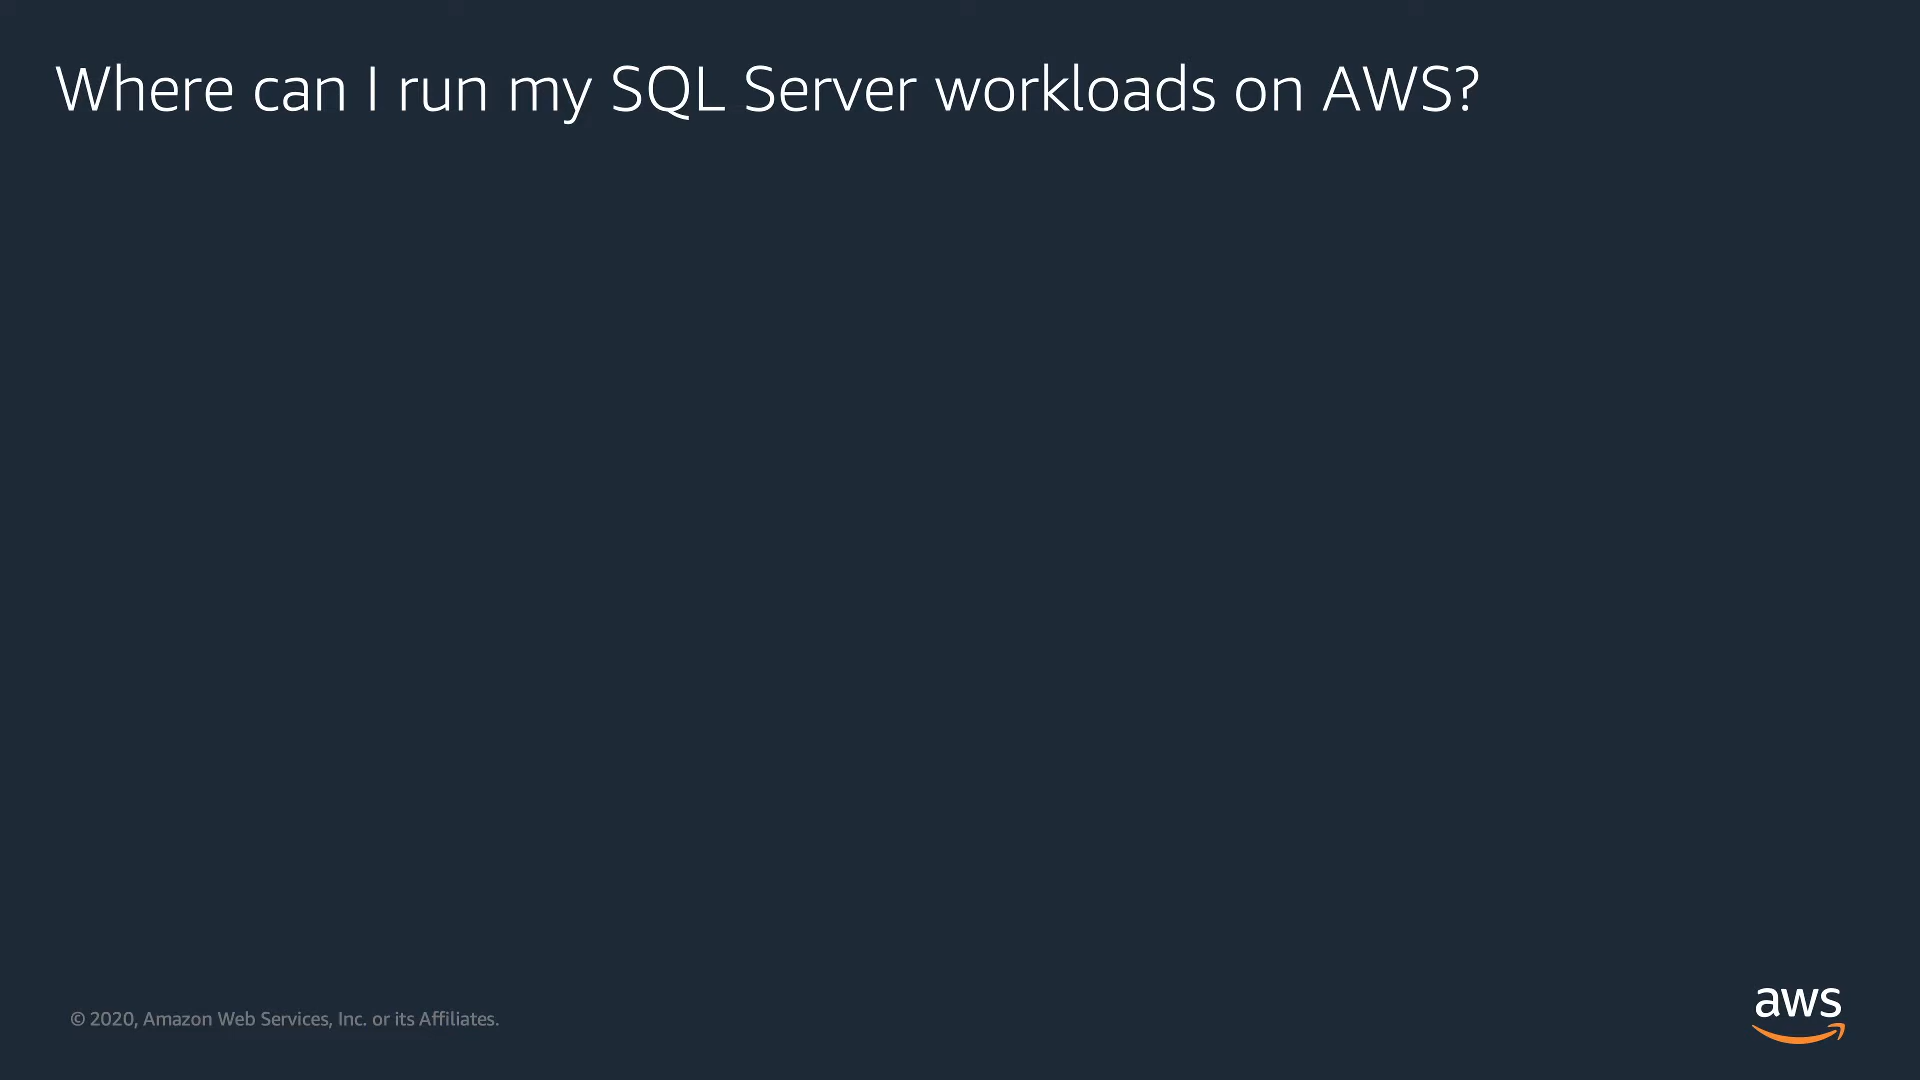 Where can I run my SQL Server workloads on AWS?
© 2020, Amazon Web Services, Inc. or its Affiliates.
aws